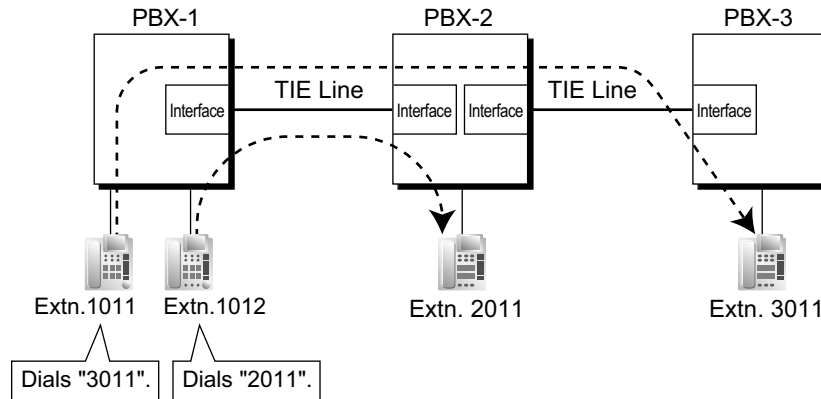 PBX-1
PBX-2
PBX-3
TIE Line
TIE Line
Interface
Interface
Interface
Interface
Extn.1011
Extn.1012
Extn. 2011
Extn. 3011
Dials "3011".
Dials "2011".